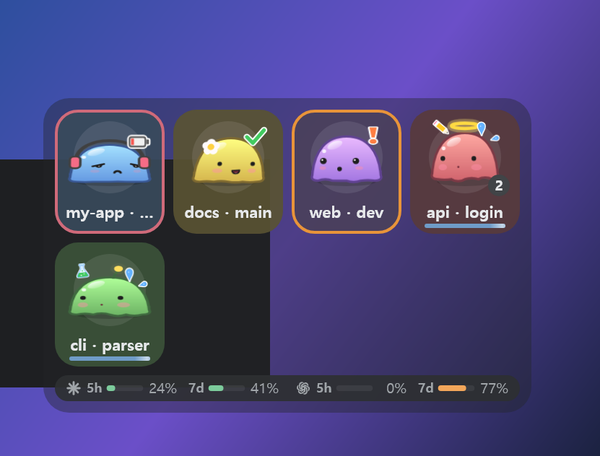 my-app · ...
docs · main
web · dev
2
api · login
cli · parser
5h 24% 7d 41% 5h 0% 7d 77%